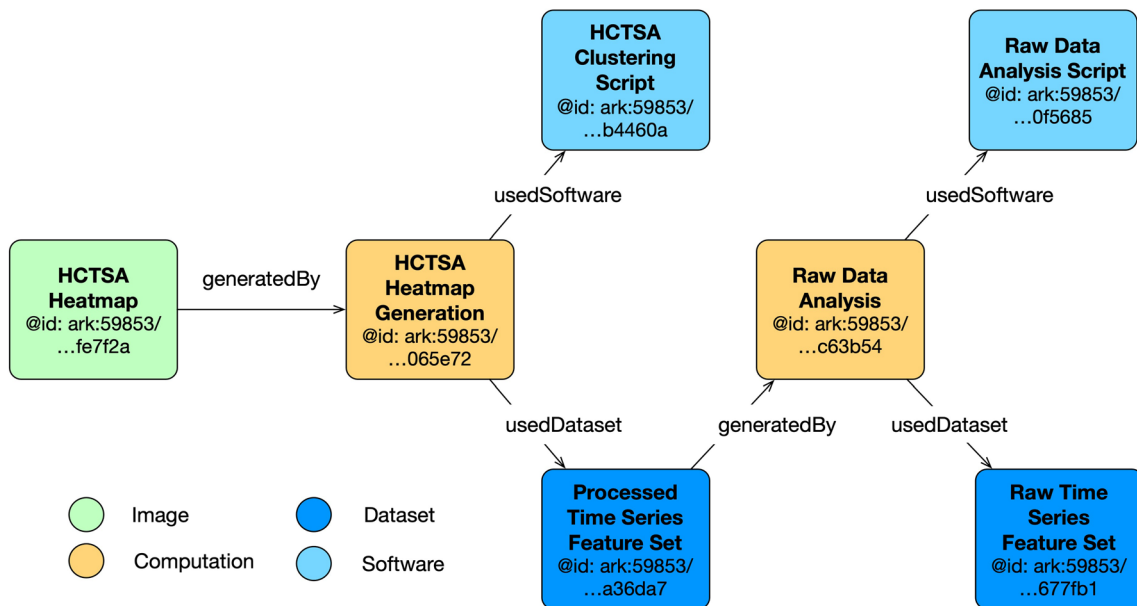 HCTSA
Clustering
Script
@id: ark:59853/
…b4460a
Raw Data
Analysis Script
@id: ark:59853/
…0f5685
usedSoftware
usedSoftware
HCTSA
Heatmap
@id: ark:59853/
…fe7f2a
generatedBy
HCTSA
Heatmap
Generation
@id: ark:59853/
…065e72
Raw Data
Analysis
@id: ark:59853/
…c63b54
usedDataset
generatedBy
usedDataset
Processed
Time Series
Feature Set
@id: ark:59853/
…a36da7
Raw Time
Series
Feature Set
@id: ark:59853/
…677fb1
Image
Dataset
Computation
Software